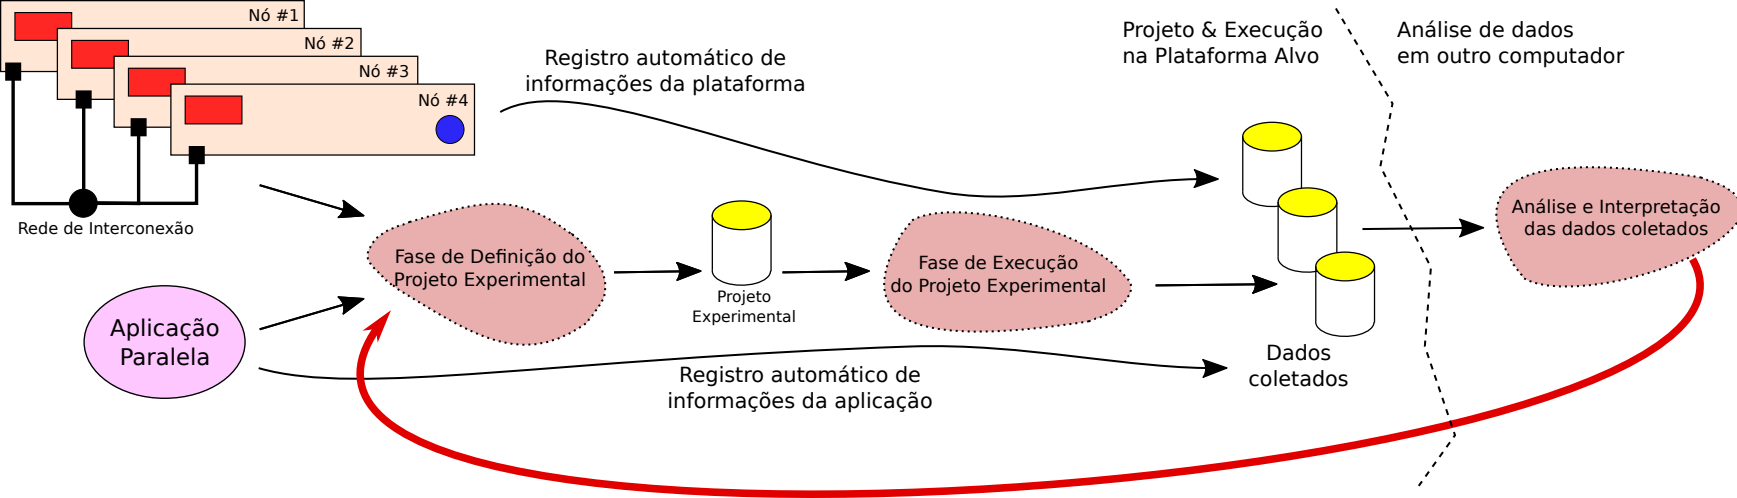 Nó #1
Nó #2
Nó #3
Nó #4
Rede de Interconexão
Registro automático de
informações da plataforma
Projeto & Execução
na Plataforma Alvo
Análise de dados
em outro computador
Fase de Definição do
Projeto Experimental
Projeto
Experimental
Fase de Execução
do Projeto Experimental
Análise e Interpretação
das dados coletados
Aplicação
Paralela
Registro automático de
informações da aplicação
Dados
coletados